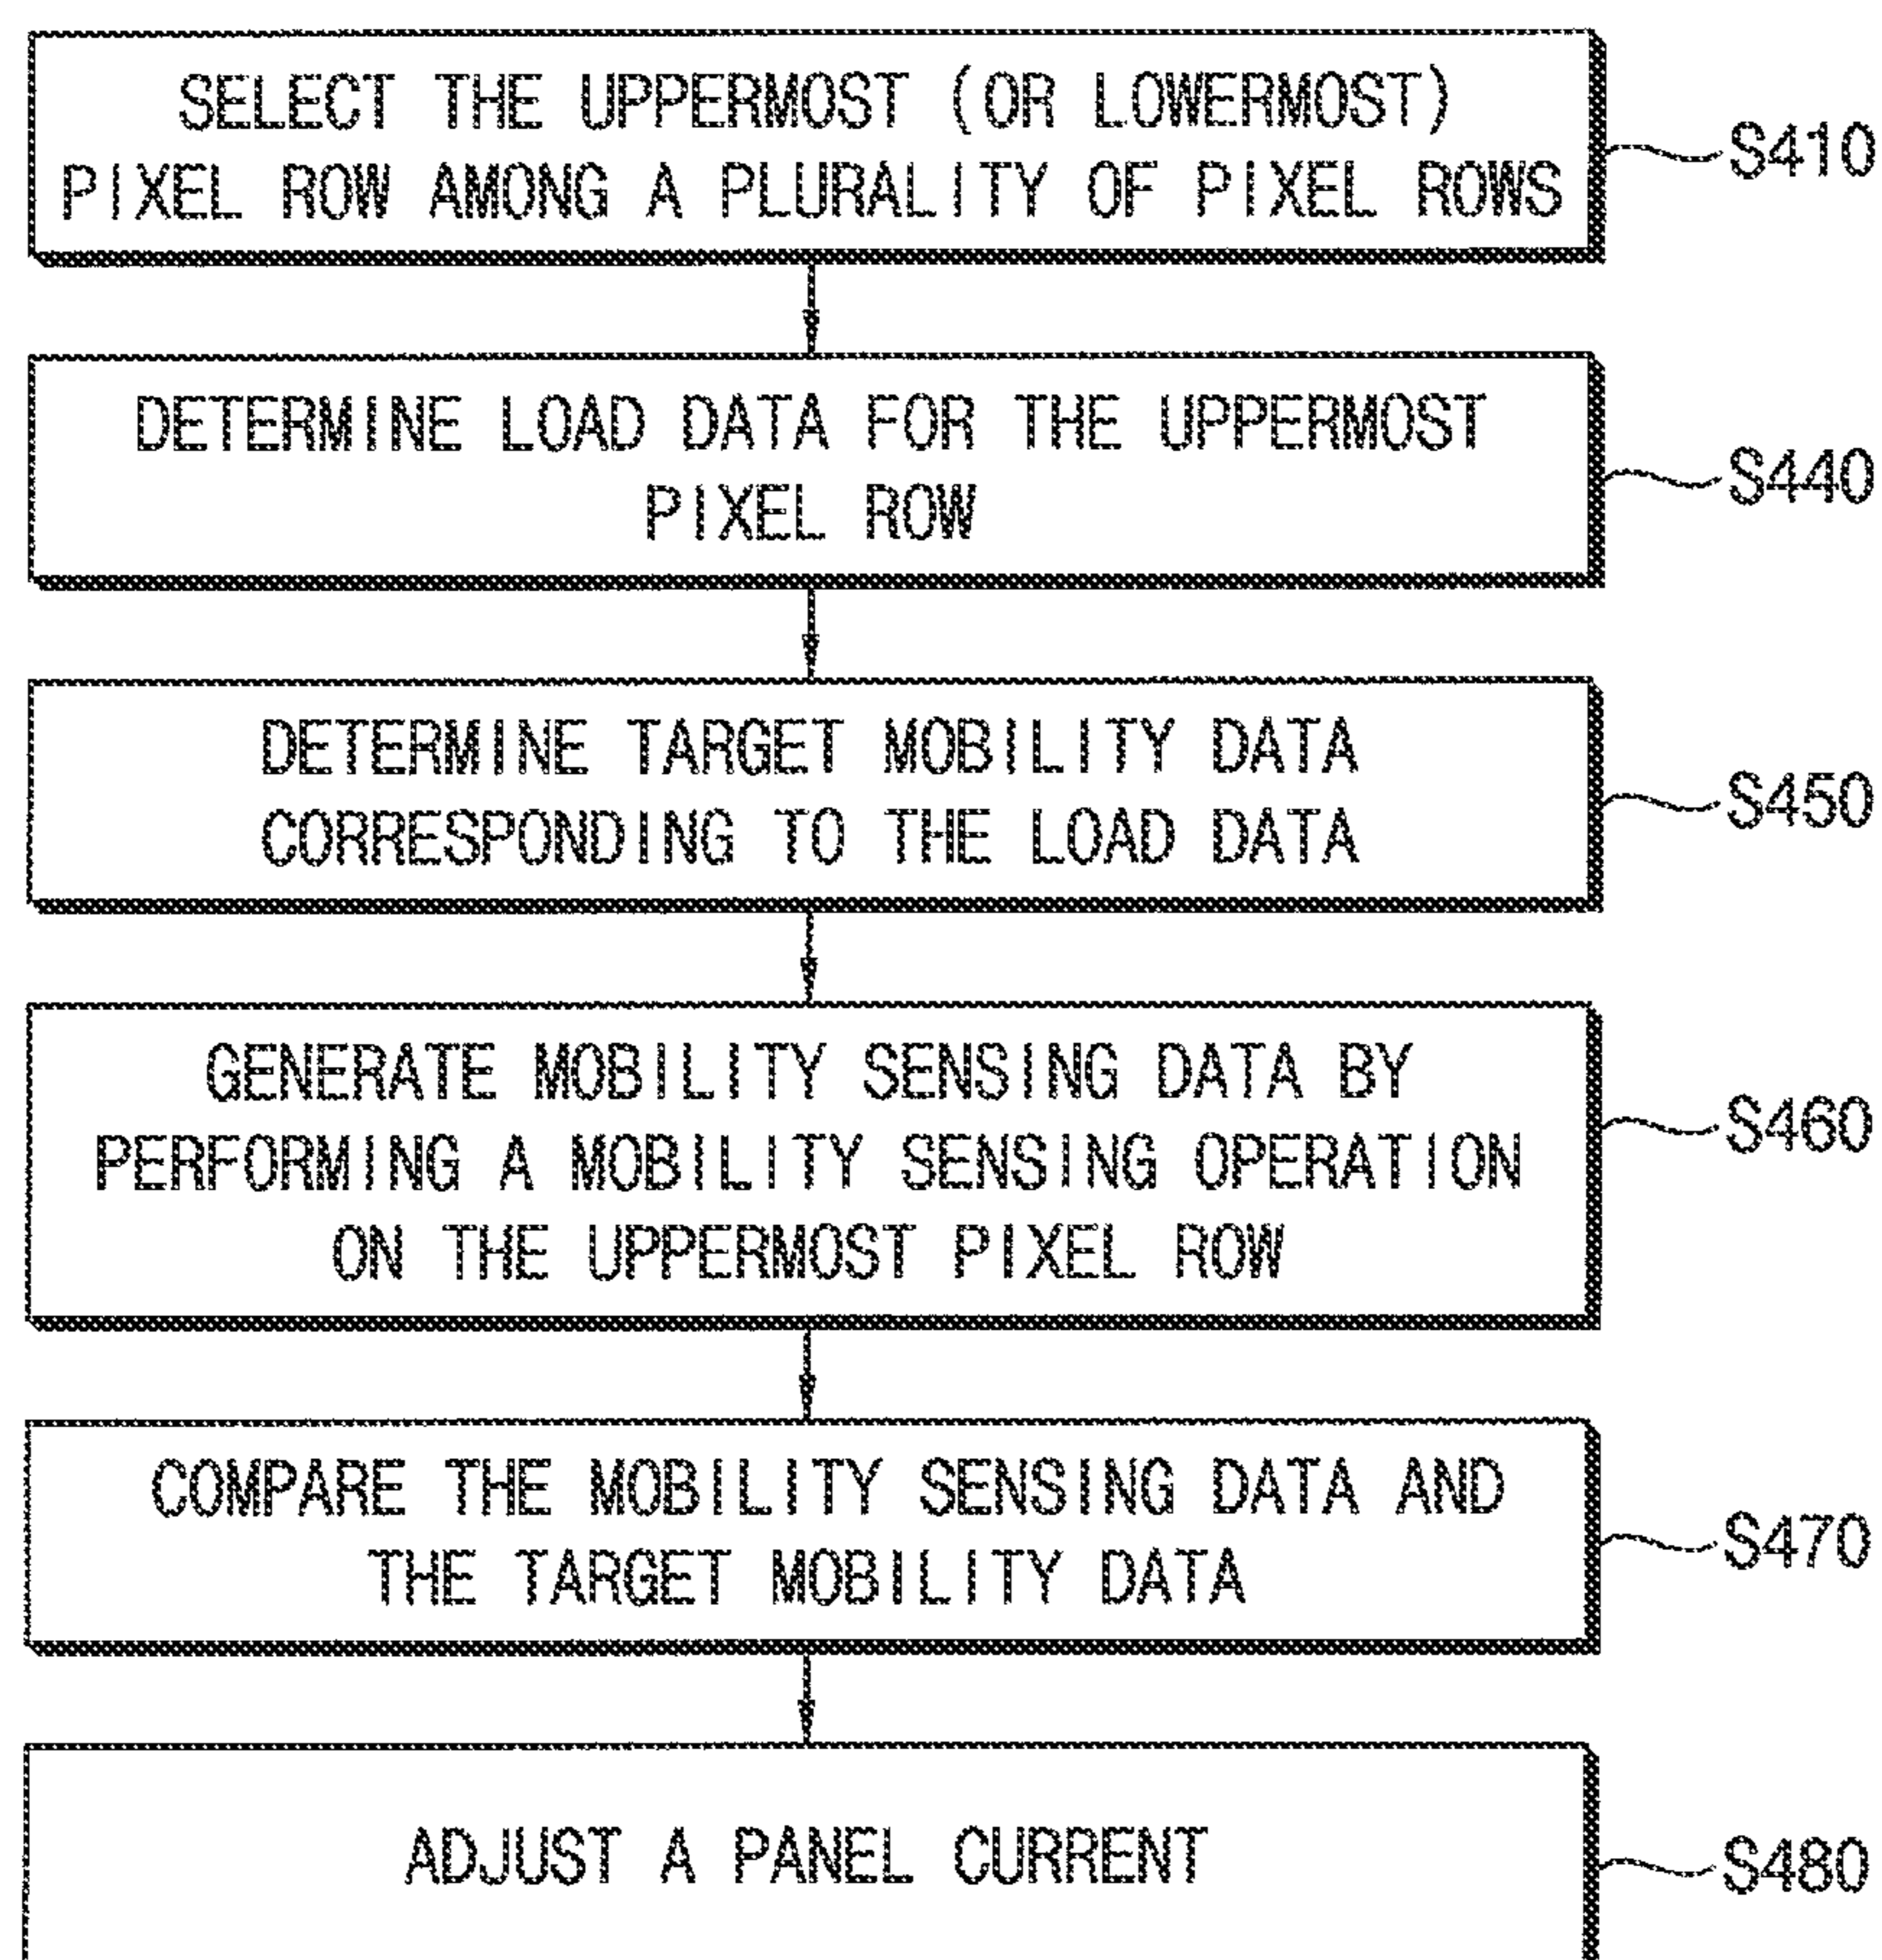 SELECT THE UPPERMOST (OR LOWERMOST)
PIXEL ROW AMONG A PLURALITY OF PIXEL ROWS
S410
DETERMINE LOAD DATA FOR THE UPPERMOST
PIXEL ROW
S440
DETERMINE TARGET MOBILITY DATA
CORRESPONDING TO THE LOAD DATA
S450
GENERATE MOBILITY SENSING DATA BY
PERFORMING A MOBILITY SENSING OPERATION
ON THE UPPERMOST PIXEL ROW
S460
COMPARE THE MOBILITY SENSING DATA AND
THE TARGET MOBILITY DATA
S470
ADJUST A PANEL CURRENT
S480